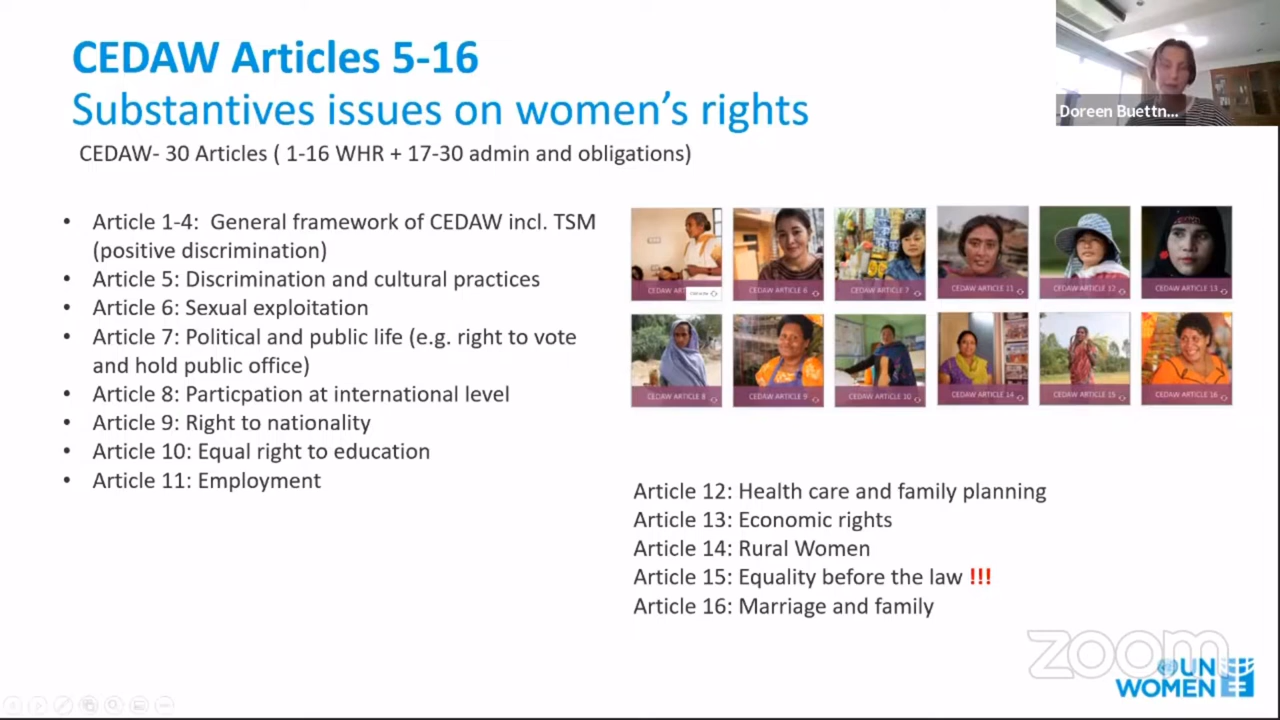 CEDAW Articles 5-16
Substantives issues on women's rights
CEDAW- 30 Articles ( 1-16 WHR + 17-30 admin and obligations)
Doreen Buettn...
• Article 1-4: General framework of CEDAW incl. TSM
(positive discrimination)
• Article 5: Discrimination and cultural practices
• Article 6: Sexual exploitation
• Article 7: Political and public life (e.g. right to vote
and hold public office)
• Article 8: Particpation at international level
• Article 9: Right to nationality
• Article 10: Equal right to education
• Article 11: Employment
CEDAW ARTICLE 6
CEDAW ARTICLE 7
CEDAW ARTICLE 11
CEDAW ARTICLE 12
CEDAW ARTICLE 13
CEDAW ARTICLE 8
CEDAW ARTICLE 9
CEDAW ARTICLE 10
CEDAW ARTICLE 14
CEDAW ARTICLE 15
CEDAW ARTICLE 16
Article 12: Health care and family planning
Article 13: Economic rights
Article 14: Rural Women
Article 15: Equality before the law !!!
Article 16: Marriage and family
zoom
UN
WOMEN